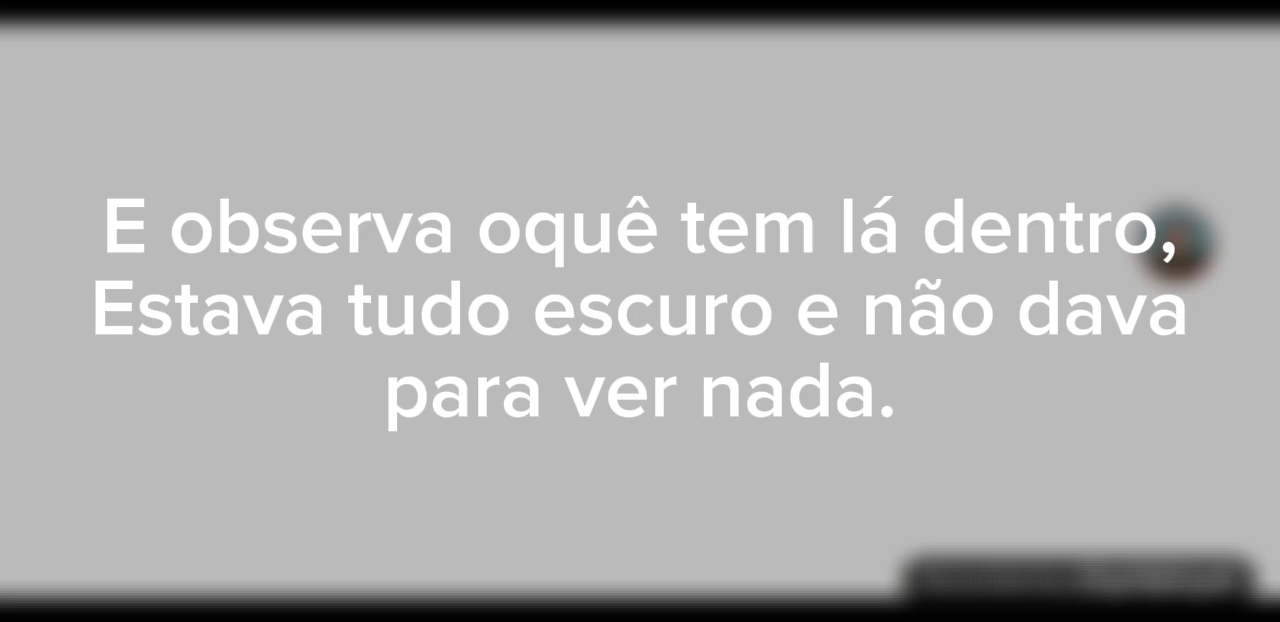 E observa oquê tem lá dentro,
Estava tudo escuro e não dava
para ver nada.